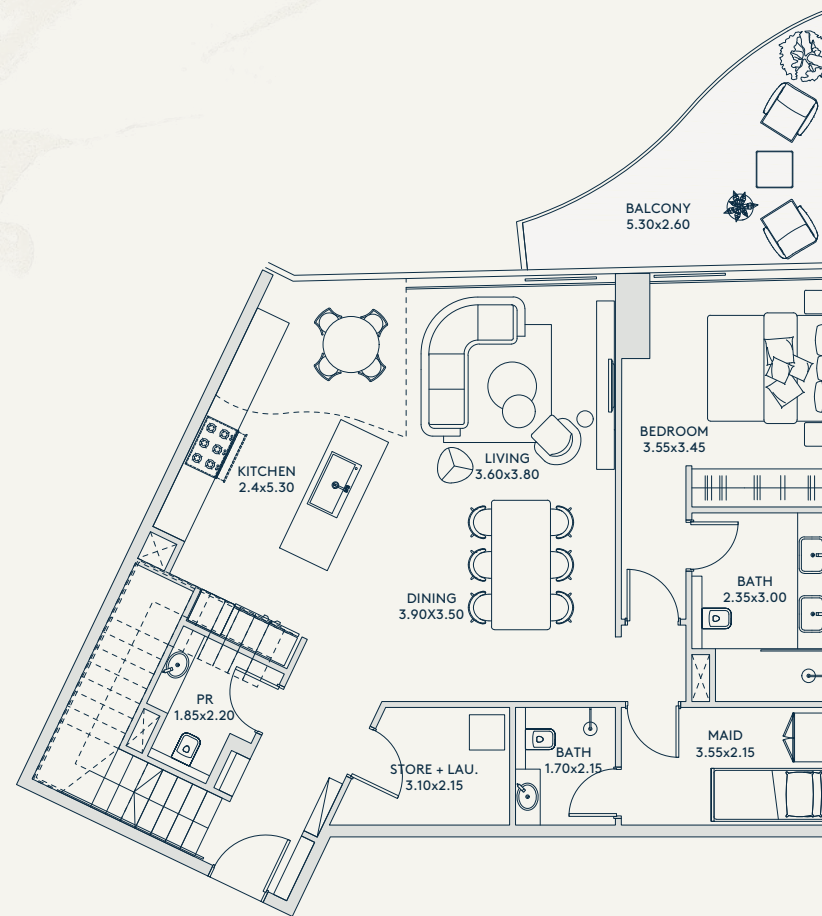 BALCONY
5.30x2.60
BEDROOM
3.55x3.45
LIVING
3.60x3.80
KITCHEN
2.4x5.30
BATH
2.35x3.00
DINING
3.90X3.50
PR
1.85x2.20
MAID
3.55x2.15
BATH
1.70x2.15
STORE + LAU.
3.10x2.15